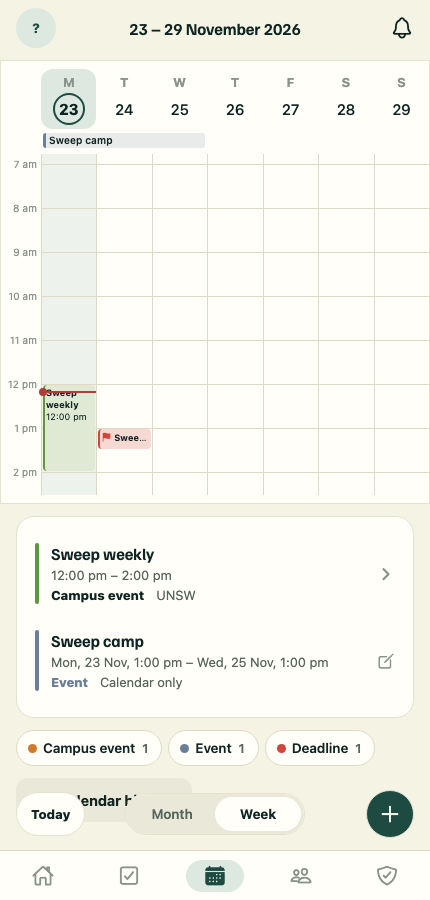 ?
23 – 29 November 2026
M T W T F S S
23 24 25 26 27 28 29
Sweep camp
7 am
8 am
9 am
10 am
11 am
12 pm
Sweep
weekly
12:00 pm
1 pm
Swee...
2 pm
Sweep weekly
12:00 pm – 2:00 pm
Campus event UNSW
Sweep camp
Mon, 23 Nov, 1:00 pm – Wed, 25 Nov, 1:00 pm
Event Calendar only
Campus event 1
Event 1
Deadline 1
Today
Month
Week